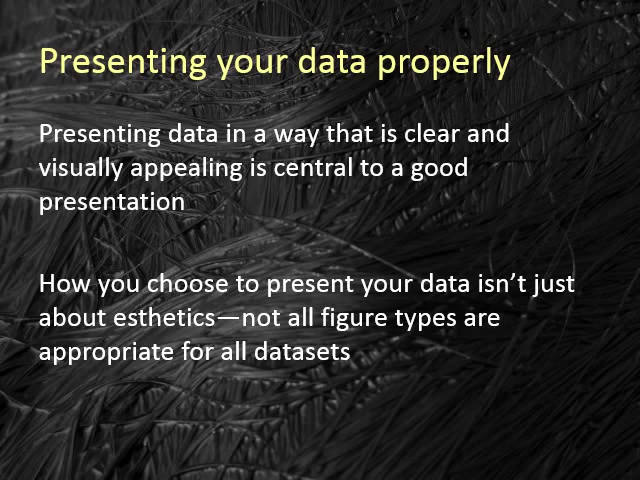 Presenting your data properly
Presenting data in a way that is clear and
visually appealing is central to a good
presentation
How you choose to present your data isn’t just
about esthetics—not all figure types are
appropriate for all datasets